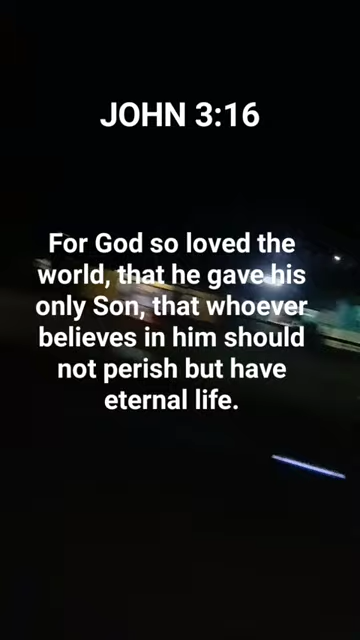 JOHN 3:16
For God so loved the
world, that he gave his
only Son, that whoever
believes in him should
not perish but have
eternal life.